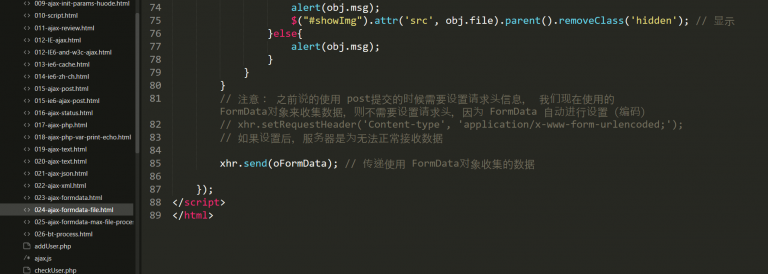 009-ajax-init-params-huode.html
010-script.html
011-ajax-review.html
012-IE-ajax.html
012-IE6-and-w3c-ajax.html
013-ie6-cache.html
014-ie6-zh-ch.html
015-ajax-post.html
015-ie6-ajax-post.html
016-ajax-status.html
017-ajax-php.html
018-ajax-php-var-print-echo.html
019-ajax-text.html
020-ajax-text.html
021-ajax-json.html
022-ajax-xml.html
023-ajax-formdata.html
024-ajax-formdata-file.html
025-ajax-formdata-max-file-proces
026-bt-process.html
addUser.php
/* ajax.js
checkUser.php
74 alert(obj.msg);
75 $("#showImg").attr('src', obj.file).parent().removeClass('hidden'); // 显示
76 }else{
77 alert(obj.msg);
78 }
79 }
80 }
81 // 注意： 之前说的使用 post提交的时候需要设置请求头信息， 我们现在使用的
FormData对象来收集数据，则不需要设置请求头，因为 FormData 自动进行设置（编码）
82 // xhr.setRequestHeader('Content-type', 'application/x-www-form-urlencoded;');
83 // 如果设置后，服务器是为无法正常接收数据
84
85 xhr.send(oFormData); // 传递使用 FormData对象收集的数据
86
87 });
88 </script>
89 </html>